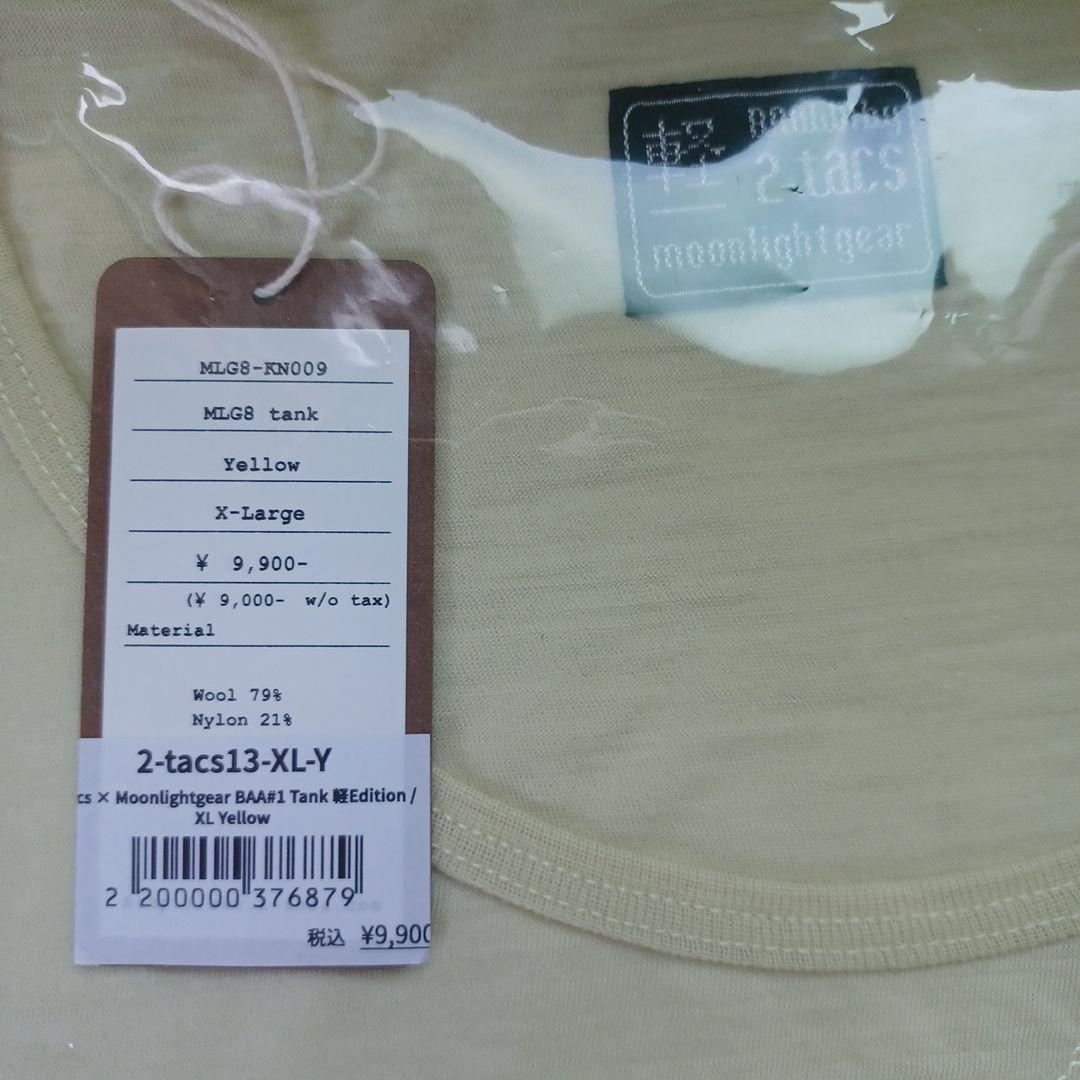 MLG8-KN009
MLG8 tank
Yellow
X-Large
¥ 9,900-
(¥ 9,000- w/o tax)
Material
Wool 79%
Nylon 21%
2-tacs13-XL-Y
cs × Moonlightgear BAA#1 Tank 軽Edition /
XL Yellow
2 200000 376879
税込 ¥9,900
軽
by
2-tacs
moonlightgear